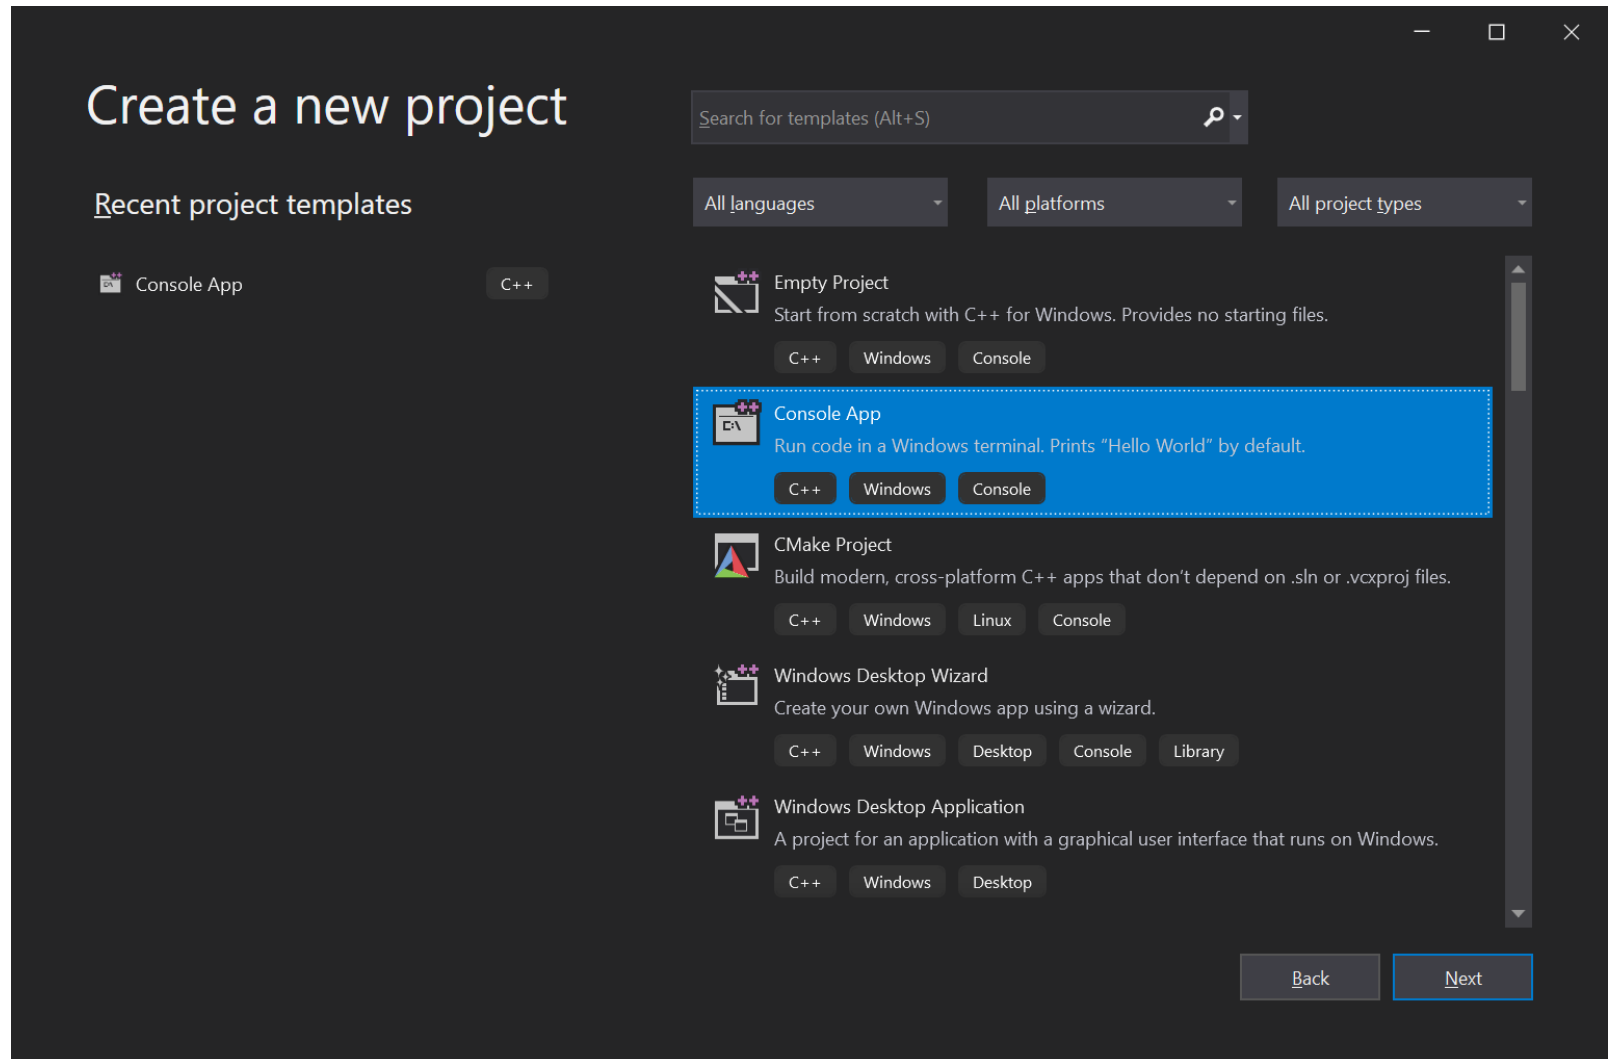 Create a new project
Search for templates (Alt+S)
Recent project templates
All languages
All platforms
All project types
Console App
C++
Empty Project
Start from scratch with C++ for Windows. Provides no starting files.
C++ Windows Console
C:\
Console App
Run code in a Windows terminal. Prints “Hello World” by default.
C++ Windows Console
CMake Project
Build modern, cross-platform C++ apps that don’t depend on .sln or .vcxproj files.
C++ Windows Linux Console
Windows Desktop Wizard
Create your own Windows app using a wizard.
C++ Windows Desktop Console Library
Windows Desktop Application
A project for an application with a graphical user interface that runs on Windows.
C++ Windows Desktop
Back
Next